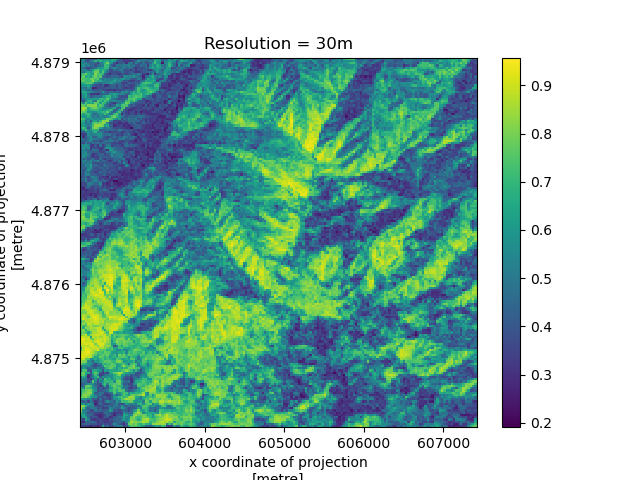 Resolution = 30m
1e6
4.879
4.878
4.877
4.876
4.875
y coordinate of projection
[metre]
603000 604000 605000 606000 607000
x coordinate of projection
[metre]
0.9
0.8
0.7
0.6
0.5
0.4
0.3
0.2